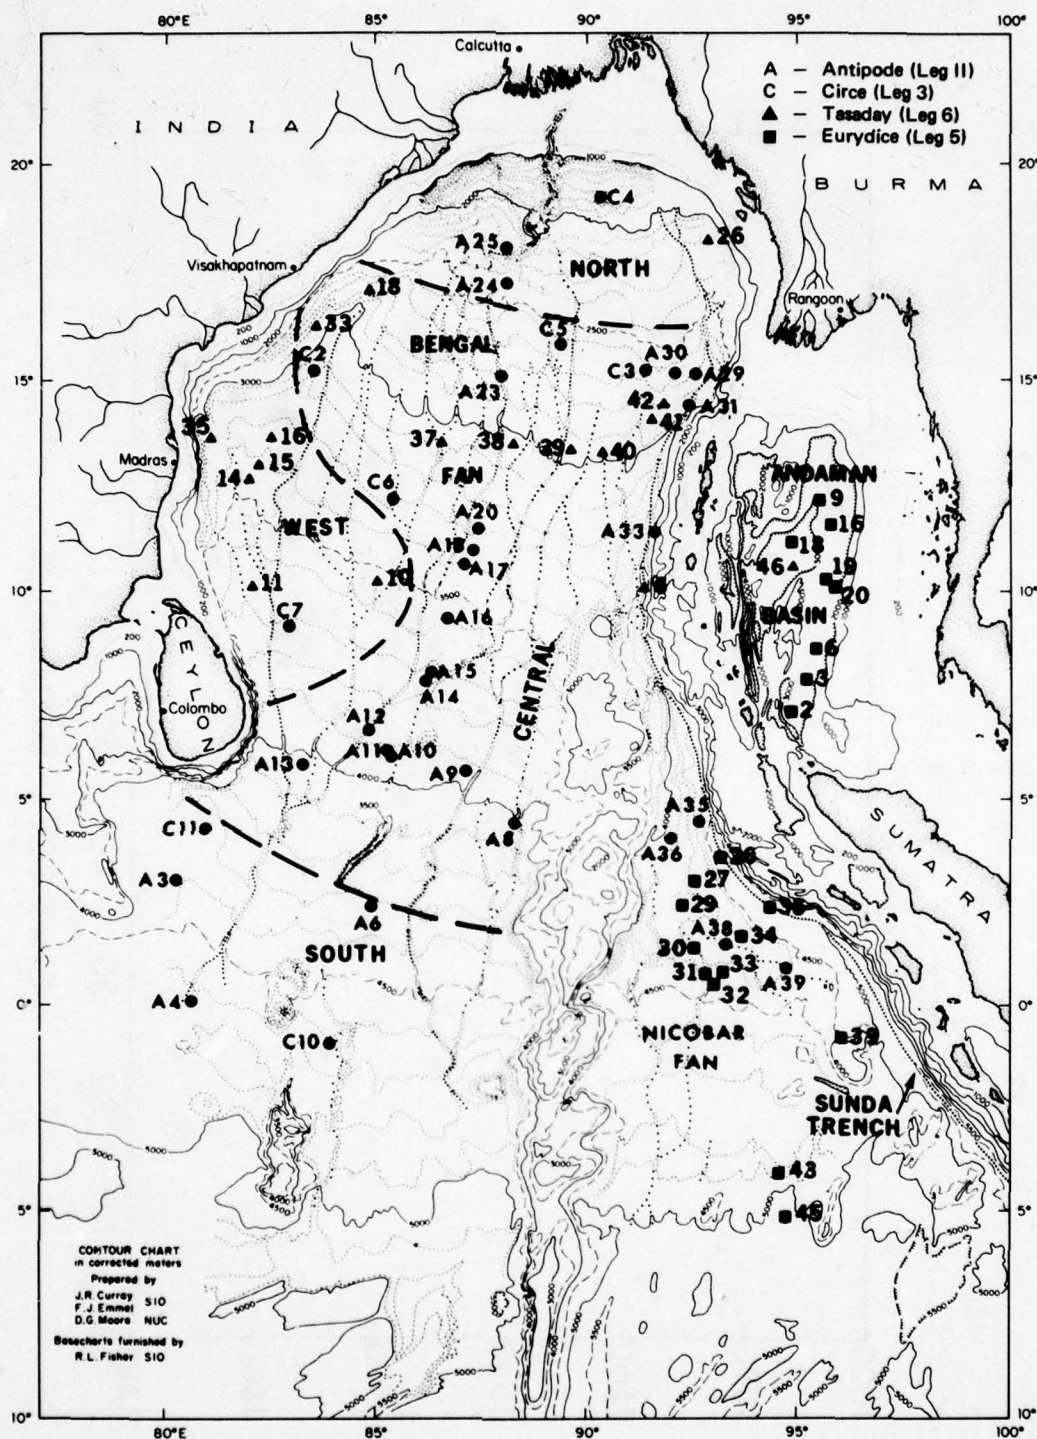 80°E 85° 90° 95° 100°
Calcutta
A – Antipode (Leg II)
C – Circe (Leg 3)
▲ – Tasaday (Leg 6)
■ – Eurydice (Leg 5)
INDIA
BURMA
20° 20°
C4
26
A25
NORTH
Visakhapatnam
18
A24
Rangoon
33
C5
BENGAL
A30
C2
C3
A29
15° 15°
A23
42
A31
41
35
16
37
38
39
40
Madras
15
14
ANDAMAN
C6
FAN
9
A20
16
WEST
A33
18
A17
46
19
11
10
20
10° 10°
C7
A16
BASIN
6
A15
3
CEYLON
A14
2
Colombo
CENTRAL
A12
A11
A10
A13
A9
5° 5°
A35
SUMATRA
C11
A8
A36
A3
27
29
A6
A38
34
SOUTH
30
33
31
A39
32
A4
0° 0°
NICOBAR
FAN
C10
39
SUNDA
TRENCH
43
45
5° 5°
CONTOUR CHART
in corrected meters
Prepared by
J.R. Curray
F.J. Emmel SIO
D.G. Moore NUC
Basecharts furnished by
R.L. Fisher SIO
10° 10°
80° 85° 90° 95° 100°